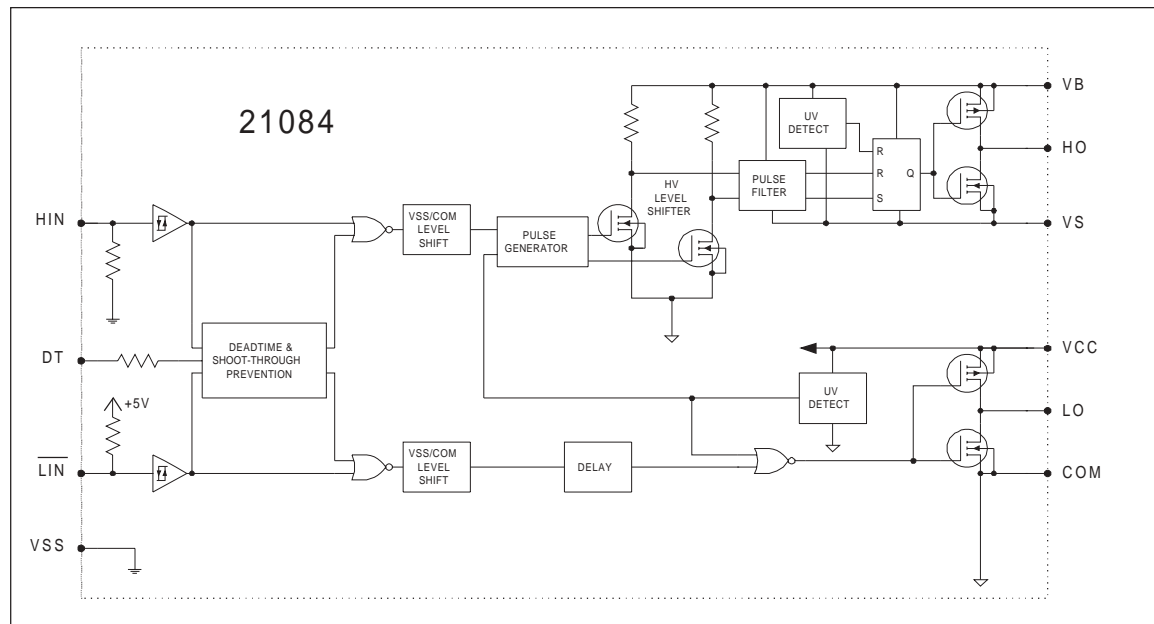 21084
VB
UV
DETECT
HO
R
R
Q
S
HV
LEVEL
SHIFTER
PULSE
FILTER
HIN
VSS/COM
LEVEL
SHIFT
PULSE
GENERATOR
VS
DT
DEADTIME &
SHOOT-THROUGH
PREVENTION
VCC
UV
DETECT
+5V
LO
LIN
VSS/COM
LEVEL
SHIFT
DELAY
COM
VSS